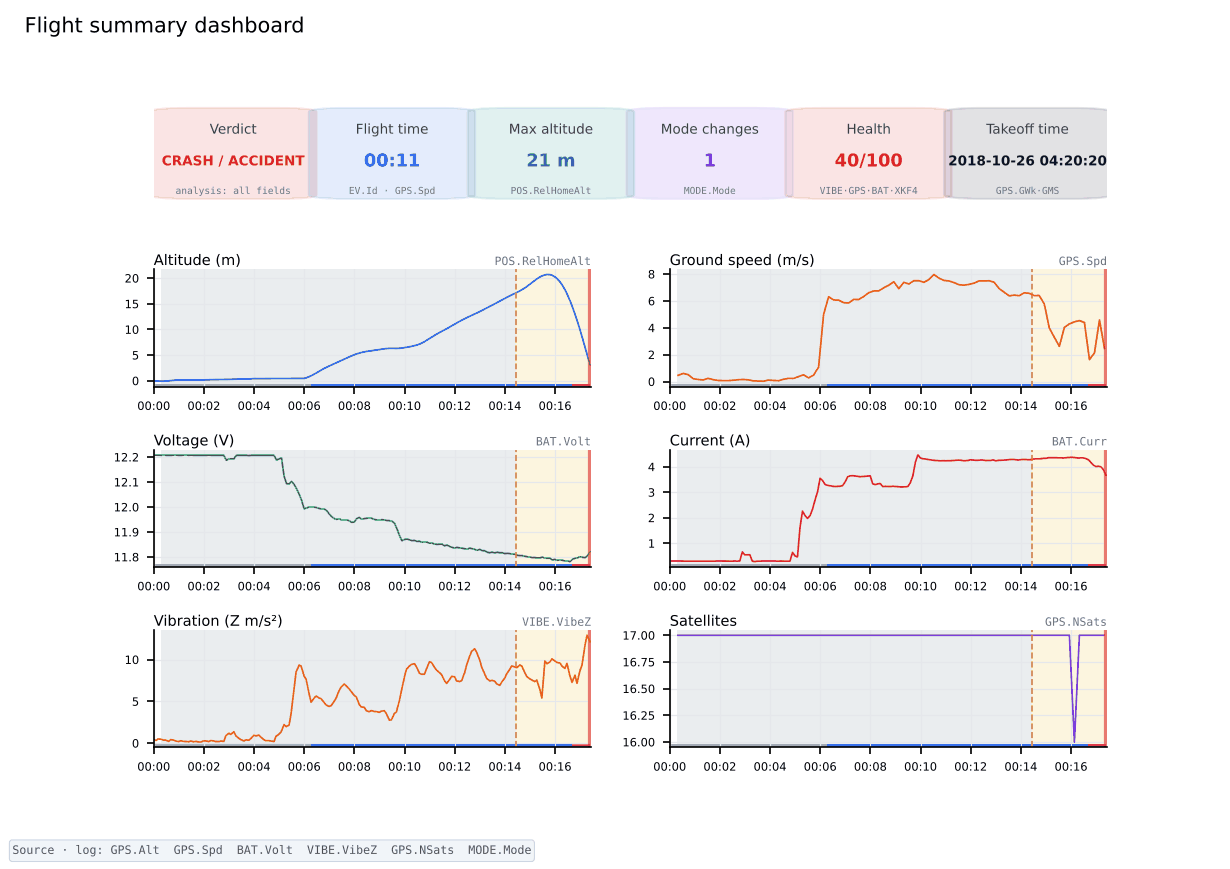 Flight summary dashboard
Verdict
CRASH / ACCIDENT
analysis: all fields
Flight time
00:11
EV.Id · GPS.Spd
Max altitude
21 m
POS.RelHomeAlt
Mode changes
1
MODE.Mode
Health
40/100
VIBE·GPS·BAT·XKF4
Takeoff time
2018-10-26 04:20:20
GPS.GWk·GMS
Altitude (m) POS.RelHomeAlt
20
15
10
5
0
00:00 00:02 00:04 00:06 00:08 00:10 00:12 00:14 00:16
Ground speed (m/s) GPS.Spd
8
6
4
2
0
00:00 00:02 00:04 00:06 00:08 00:10 00:12 00:14 00:16
Voltage (V) BAT.Volt
12.2
12.1
12.0
11.9
11.8
00:00 00:02 00:04 00:06 00:08 00:10 00:12 00:14 00:16
Current (A) BAT.Curr
4
3
2
1
00:00 00:02 00:04 00:06 00:08 00:10 00:12 00:14 00:16
Vibration (Z m/s²) VIBE.VibeZ
10
5
0
00:00 00:02 00:04 00:06 00:08 00:10 00:12 00:14 00:16
Satellites GPS.NSats
17.00
16.75
16.50
16.25
16.00
00:00 00:02 00:04 00:06 00:08 00:10 00:12 00:14 00:16
Source · log: GPS.Alt GPS.Spd BAT.Volt VIBE.VibeZ GPS.NSats MODE.Mode